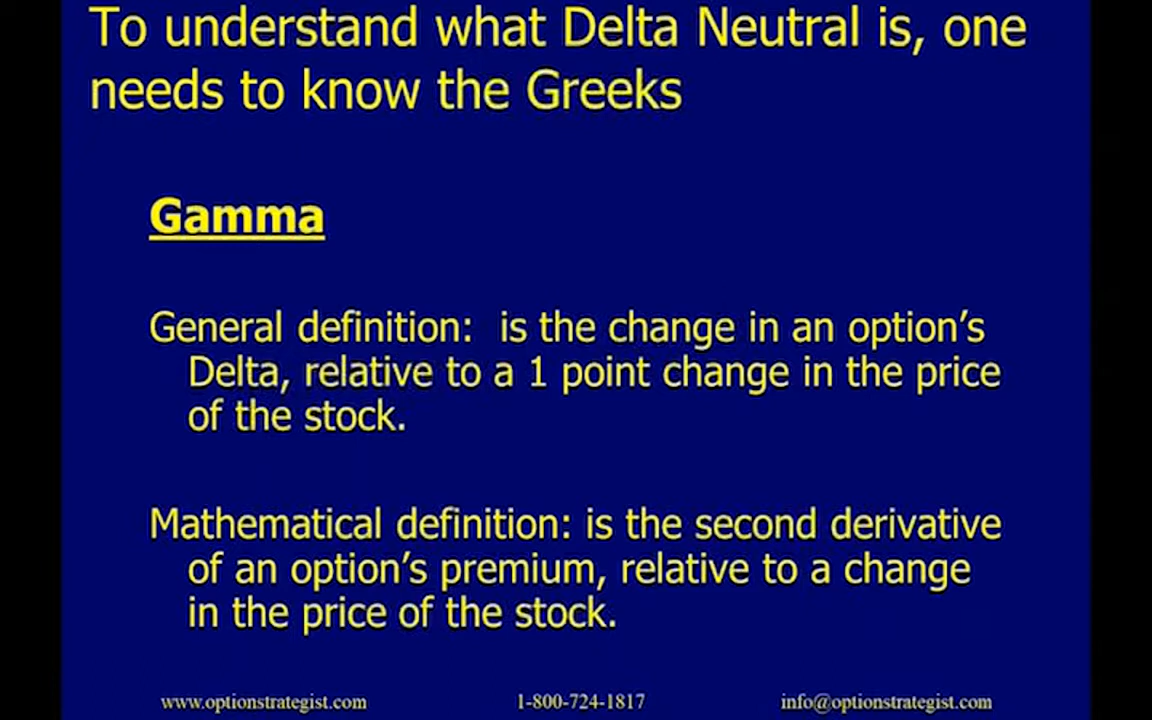 To understand what Delta Neutral is, one
needs to know the Greeks
Gamma
General definition:  is the change in an option’s
Delta, relative to a 1 point change in the price
of the stock.
Mathematical definition: is the second derivative
of an option’s premium, relative to a change
in the price of the stock.
www.optionstrategist.com 1-800-724-1817 info@optionstrategist.com